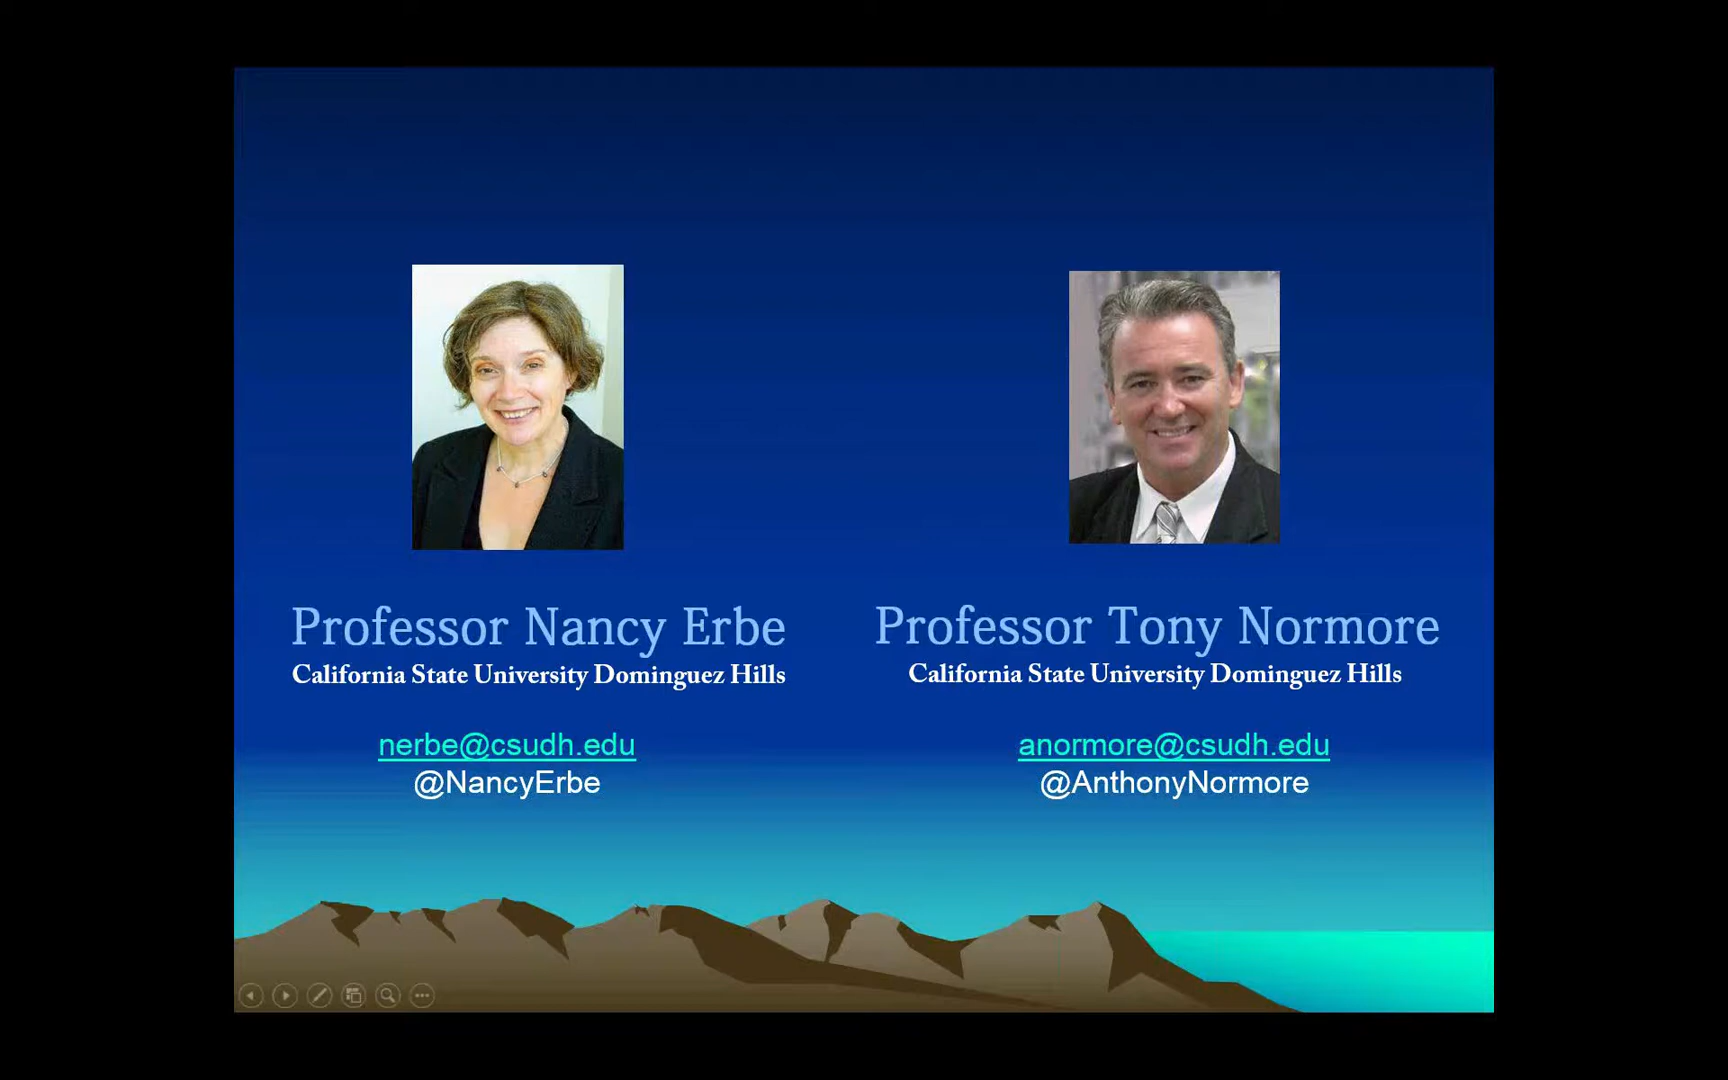 Professor Nancy Erbe
California State University Dominguez Hills
nerbe@csudh.edu
@NancyErbe
Professor Tony Normore
California State University Dominguez Hills
anormore@csudh.edu
@AnthonyNormore